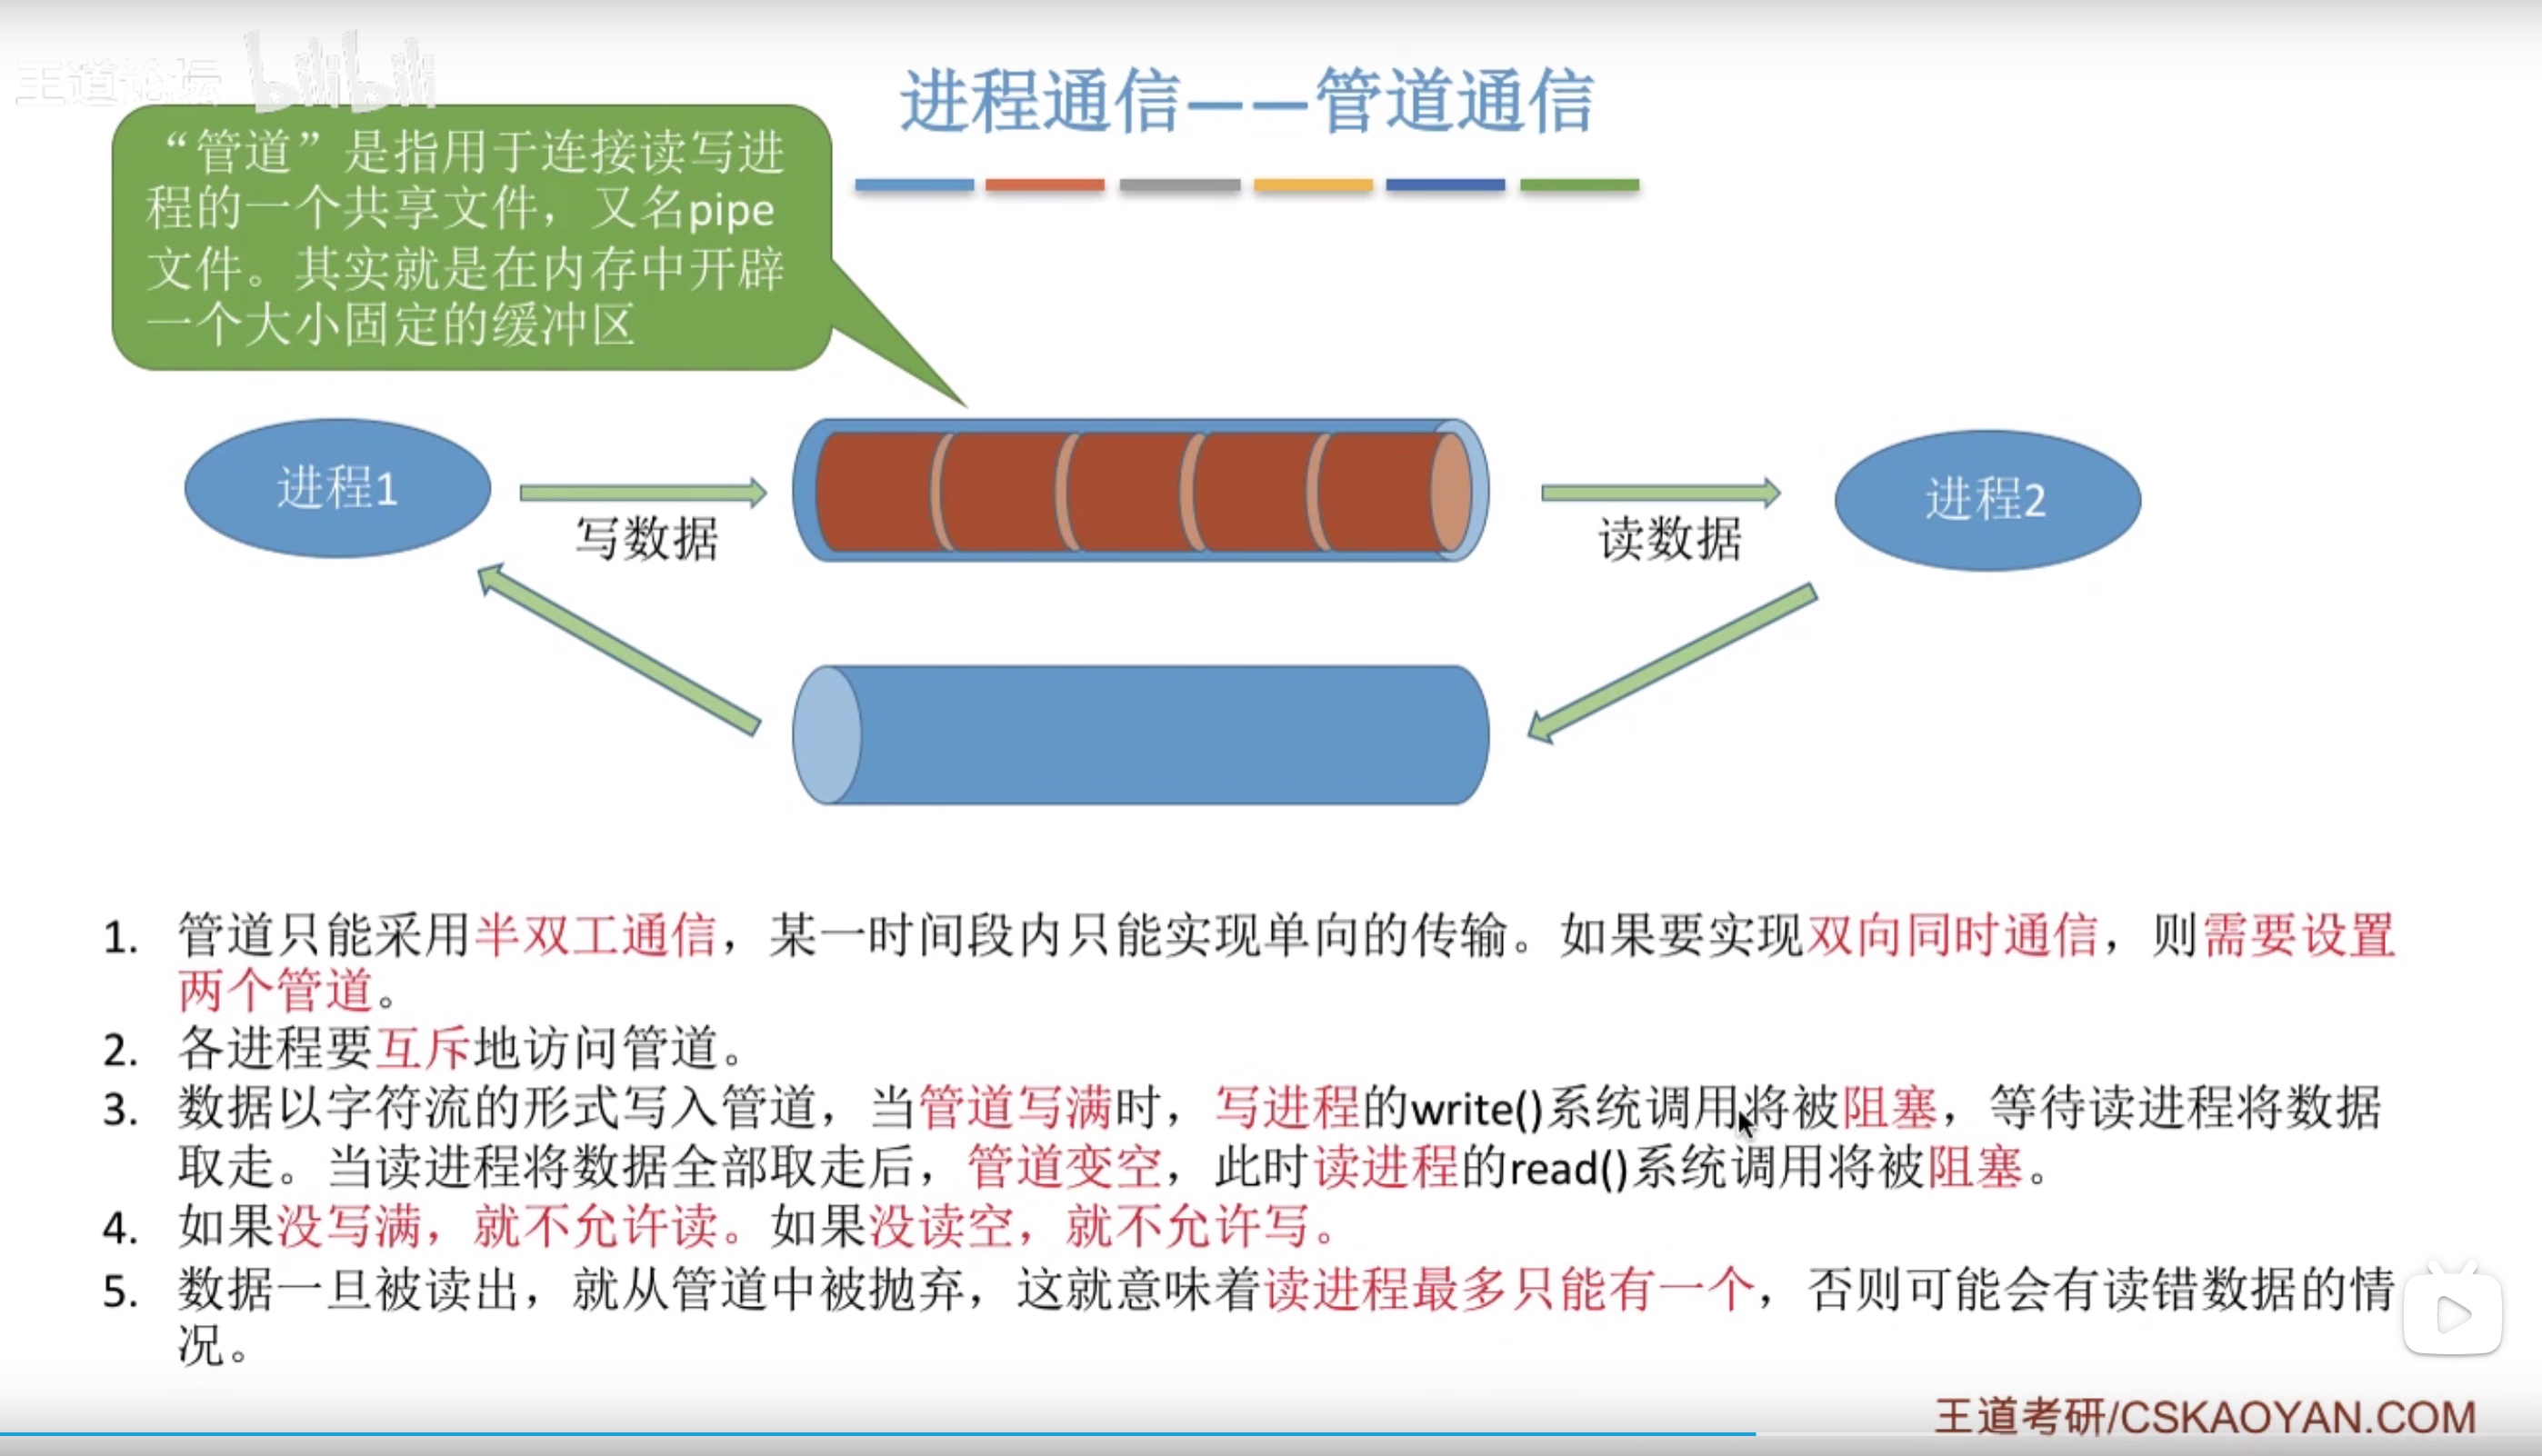 王道论坛 bilibili
进程通信——管道通信
“管道”是指用于连接读写进
程的一个共享文件，又名pipe
文件。其实就是在内存中开辟
一个大小固定的缓冲区
进程1
写数据
读数据
进程2
1. 管道只能采用半双工通信，某一时间段内只能实现单向的传输。如果要实现双向同时通信，则需要设置
两个管道。
2. 各进程要互斥地访问管道。
3. 数据以字符流的形式写入管道，当管道写满时，写进程的write()系统调用将被阻塞，等待读进程将数据
取走。当读进程将数据全部取走后，管道变空，此时读进程的read()系统调用将被阻塞。
4. 如果没写满，就不允许读。如果没读空，就不允许写。
5. 数据一旦被读出，就从管道中被抛弃，这就意味着读进程最多只能有一个，否则可能会有读错数据的情
况。
王道考研/CSKAOYAN.COM